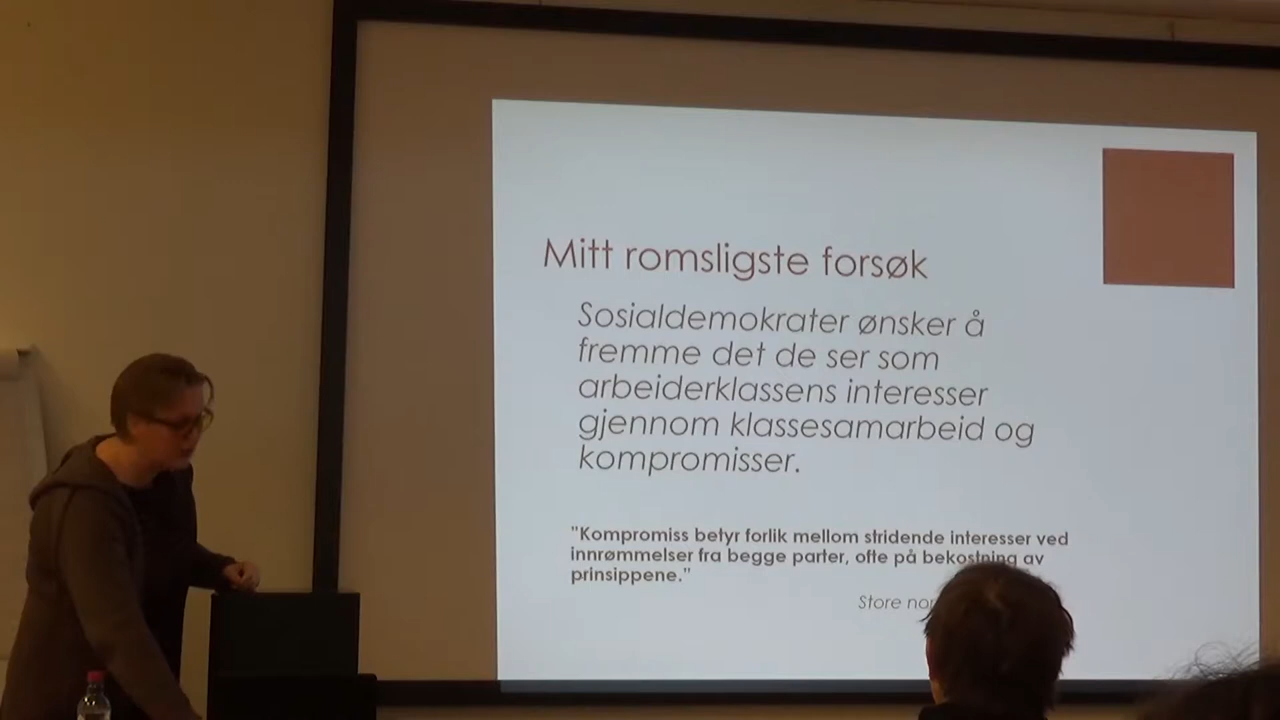 Mitt romsligste forsøk
Sosialdemokrater ønsker å
fremme det de ser som
arbeiderklassens interesser
gjennom klassesamarbeid og
kompromisser.
"Kompromiss betyr forlik mellom stridende interesser ved
innrømmelser fra begge parter, ofte på bekostning av
prinsippene."
Store